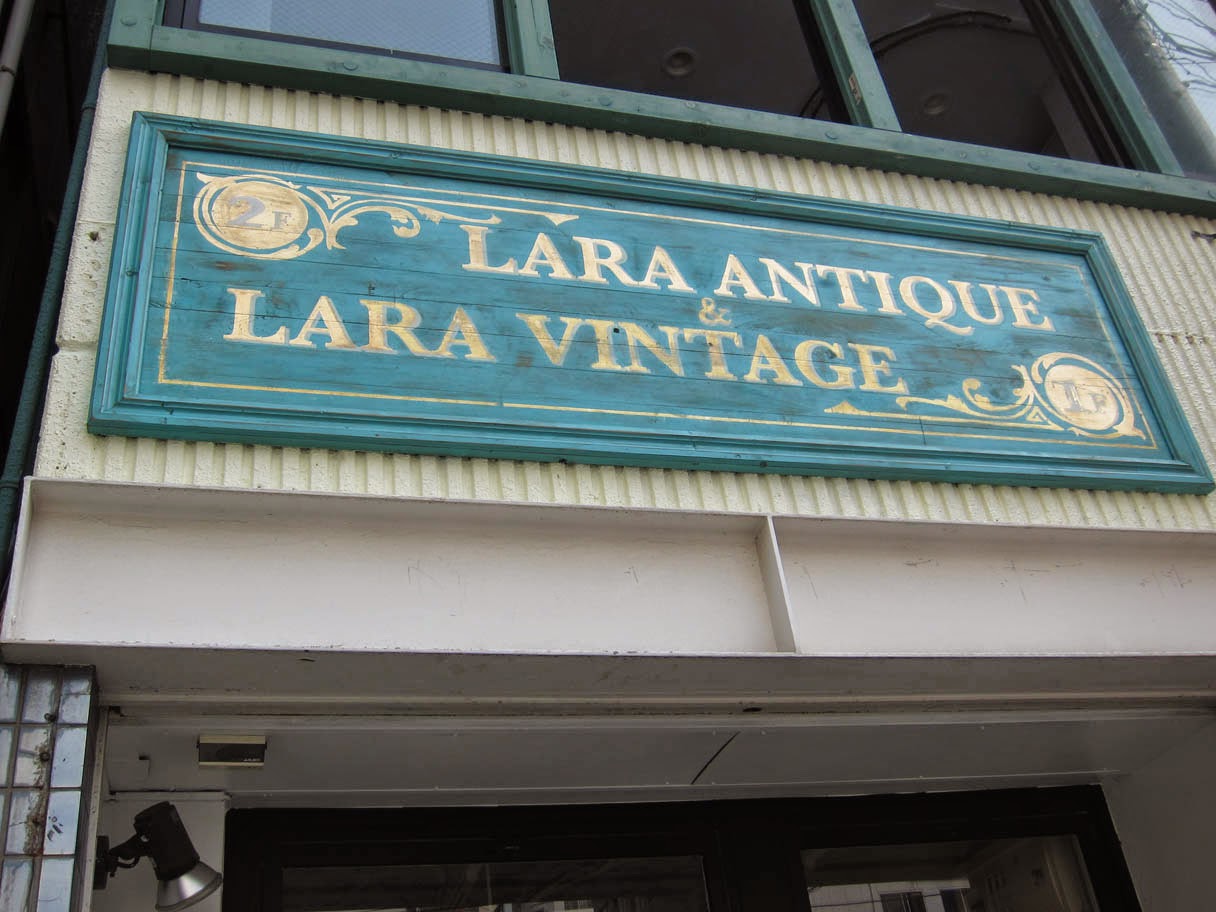 2F LARA ANTIQUE
&
LARA VINTAGE 1F